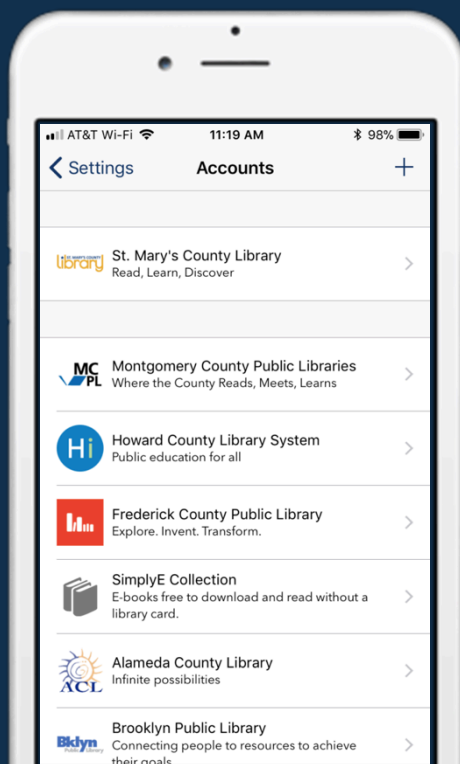 AT&T Wi-Fi 11:19 AM 98%
Settings Accounts +
St. Mary's County Library
library Read, Learn, Discover
MC Montgomery County Public Libraries
PL Where the County Reads, Meets, Learns
Hi Howard County Library System
Public education for all
Frederick County Public Library
Explore. Invent. Transform.
SimplyE Collection
E-books free to download and read without a
library card.
Alameda County Library
ACL Infinite possibilities
Brooklyn Public Library
Bklyn Connecting people to resources to achieve
Public Library
their goals